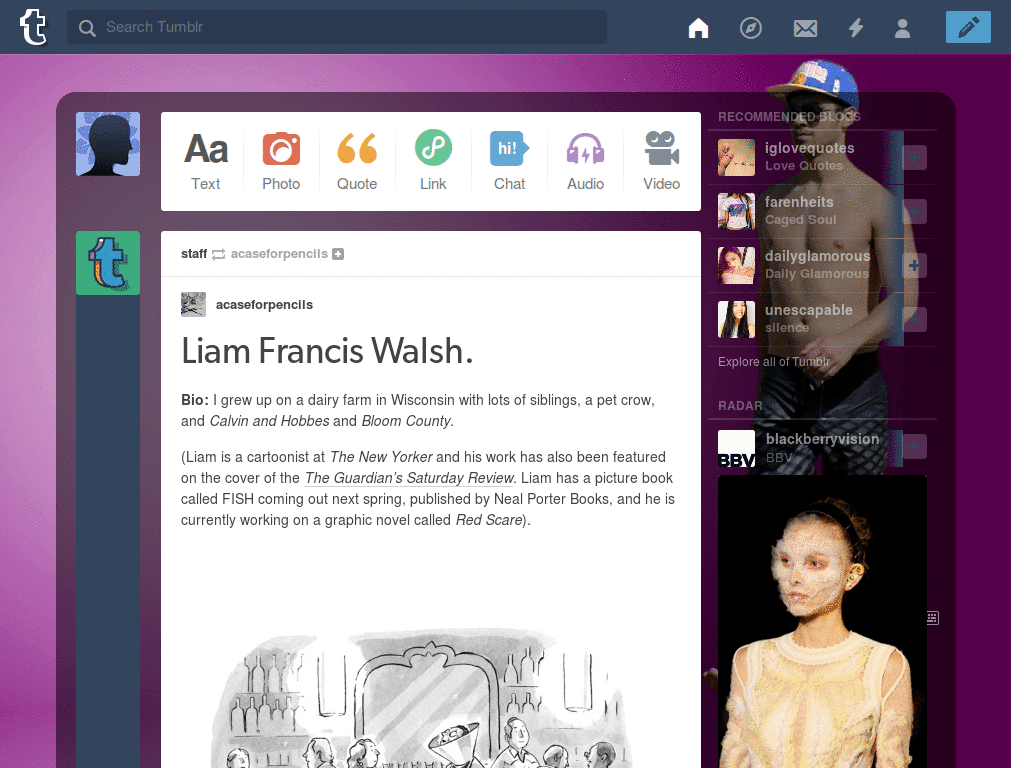 Search Tumblr
Aa
hi!
Text
Photo
Quote
Link
Chat
Audio
Video
staff acaseforpencils
acaseforpencils
Liam Francis Walsh.
Bio: I grew up on a dairy farm in Wisconsin with lots of siblings, a pet crow,
and Calvin and Hobbes and Bloom County.
(Liam is a cartoonist at The New Yorker and his work has also been featured
on the cover of the The Guardian’s Saturday Review. Liam has a picture book
called FISH coming out next spring, published by Neal Porter Books, and he is
currently working on a graphic novel called Red Scare).
RECOMMENDED BLOGS
iglovequotes
Love Quotes
farenheits
Caged Soul
dailyglamorous
Daily Glamorous
unescapable
silence
Explore all of Tumblr
RADAR
BBV
blackberryvision
BBV